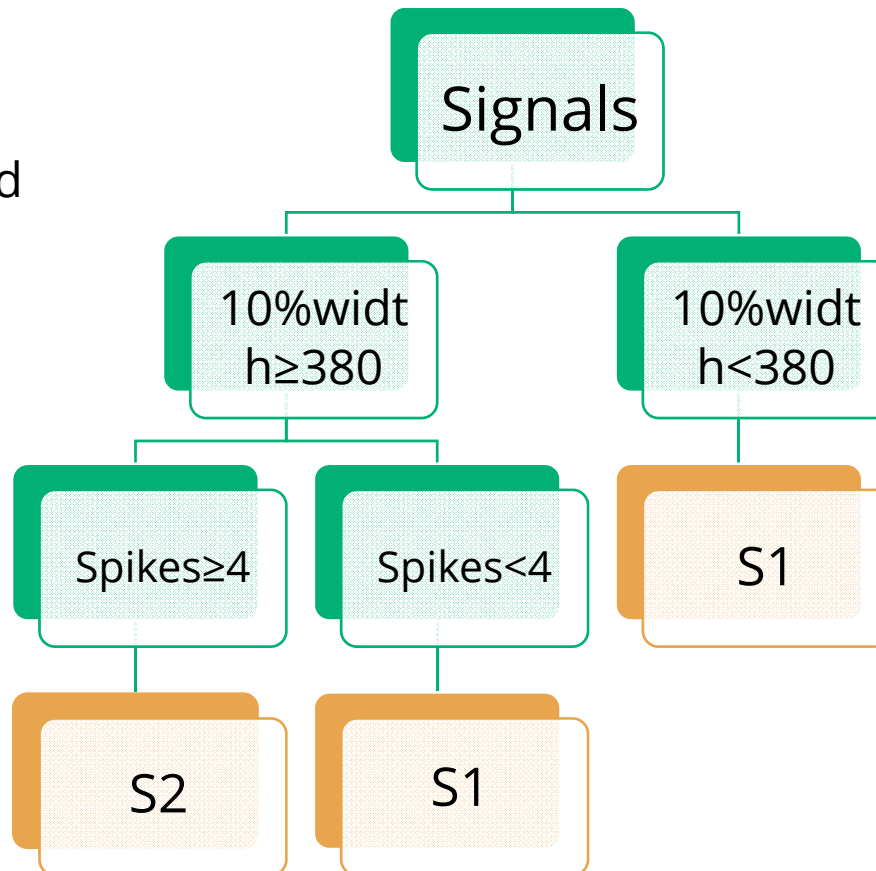 Signals
d
10%widt
h≥380
10%widt
h<380
Spikes≥4
Spikes<4
S1
S2
S1